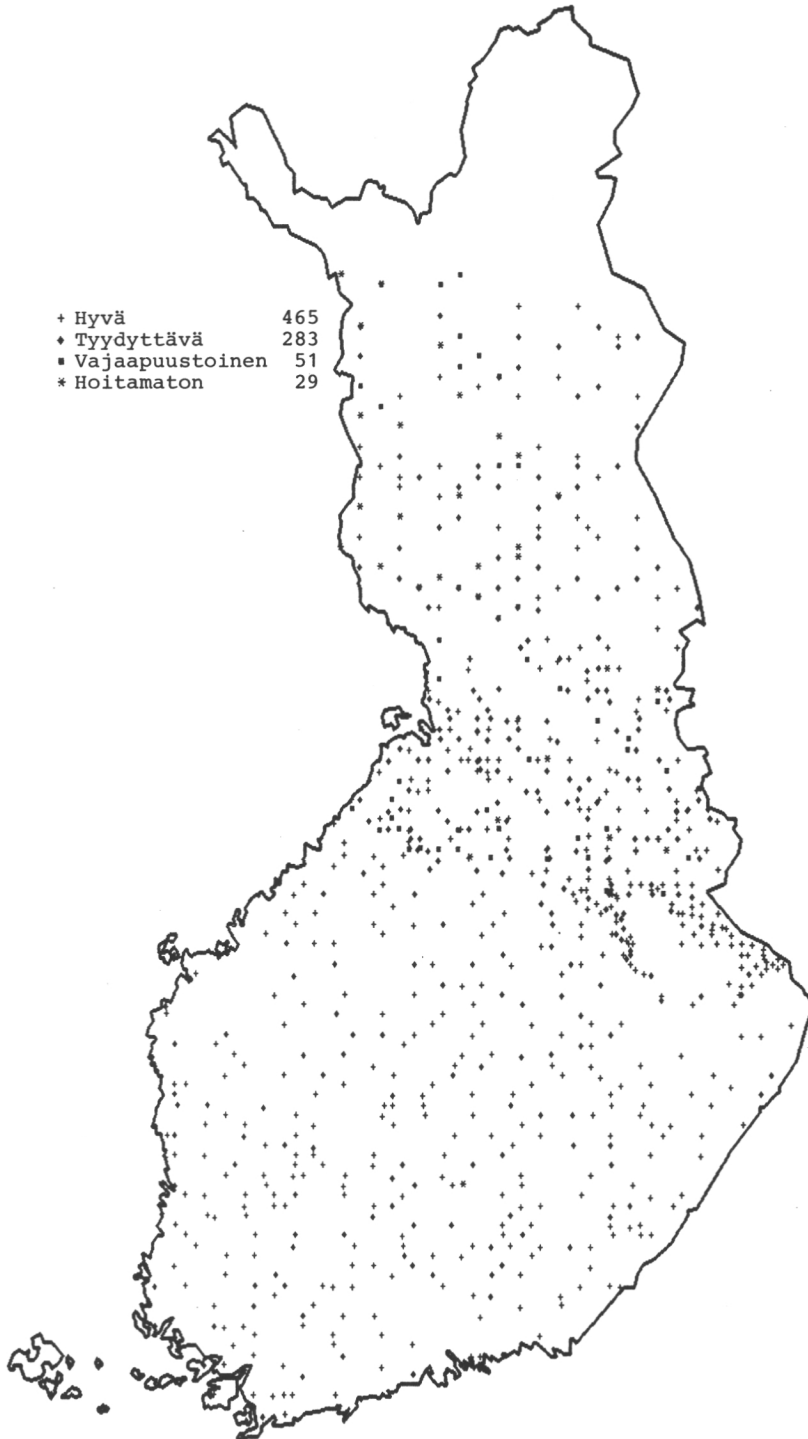 + Hyvä 465
♦ Tyydyttävä 283
▪ Vajaapuustoinen 51
* Hoitamaton 29